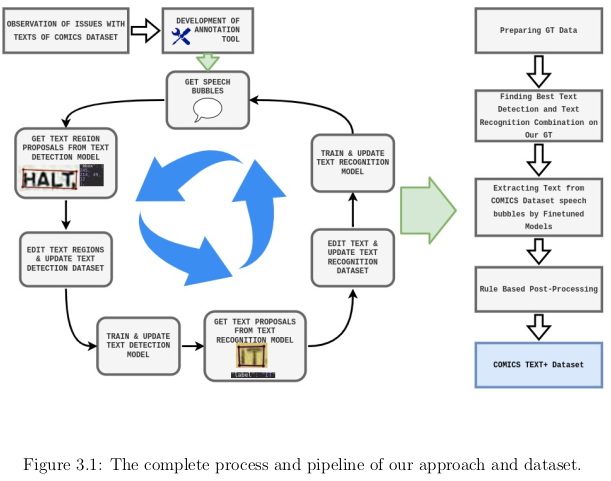 OBSERVATION OF ISSUES WITH
TEXTS OF COMICS DATASET
DEVELOPMENT OF
ANNOTATION
TOOL
GET SPEECH
BUBBLES
GET TEXT REGION
PROPOSALS FROM TEXT
DETECTION MODEL
HALT,
EDIT TEXT REGIONS
& UPDATE TEXT
DETECTION DATASET
TRAIN & UPDATE
TEXT DETECTION
MODEL
GET TEXT PROPOSALS
FROM TEXT
RECOGNITION MODEL
IT
EDIT TEXT &
UPDATE TEXT
RECOGNITION
DATASET
TRAIN & UPDATE
TEXT RECOGNITION
MODEL
Preparing GT Data
Finding Best Text
Detection and Text
Recognition Combination on
Our GT
Extracting Text from
COMICS Dataset speech
bubbles by Finetuned
Models
Rule Based Post-Processing
COMICS TEXT+ Dataset
Figure 3.1: The complete process and pipeline of our approach and dataset.